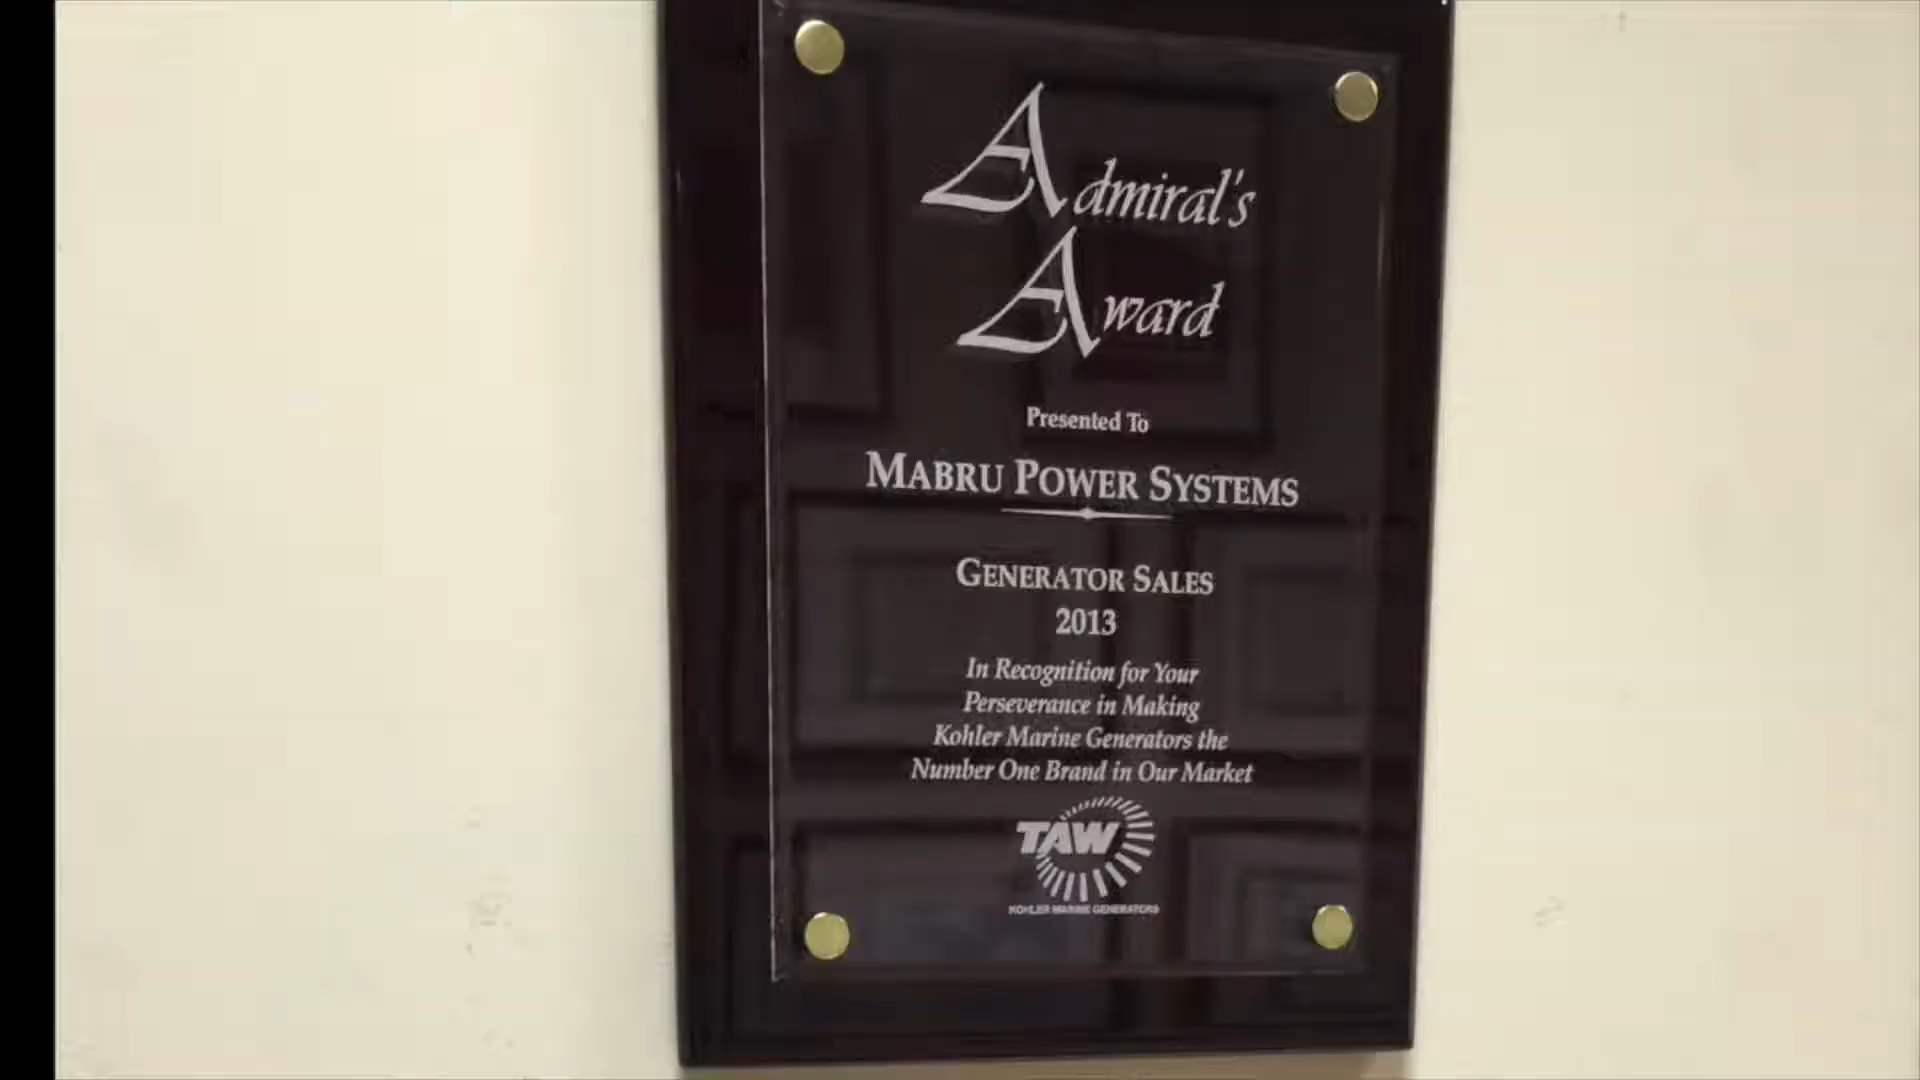 Admiral's
Award
Presented To
MABRU POWER SYSTEMS
GENERATOR SALES
2013
In Recognition for Your
Perseverance in Making
Kohler Marine Generators the
Number One Brand in Our Market
TAW
KOHLER MARINE GENERATORS